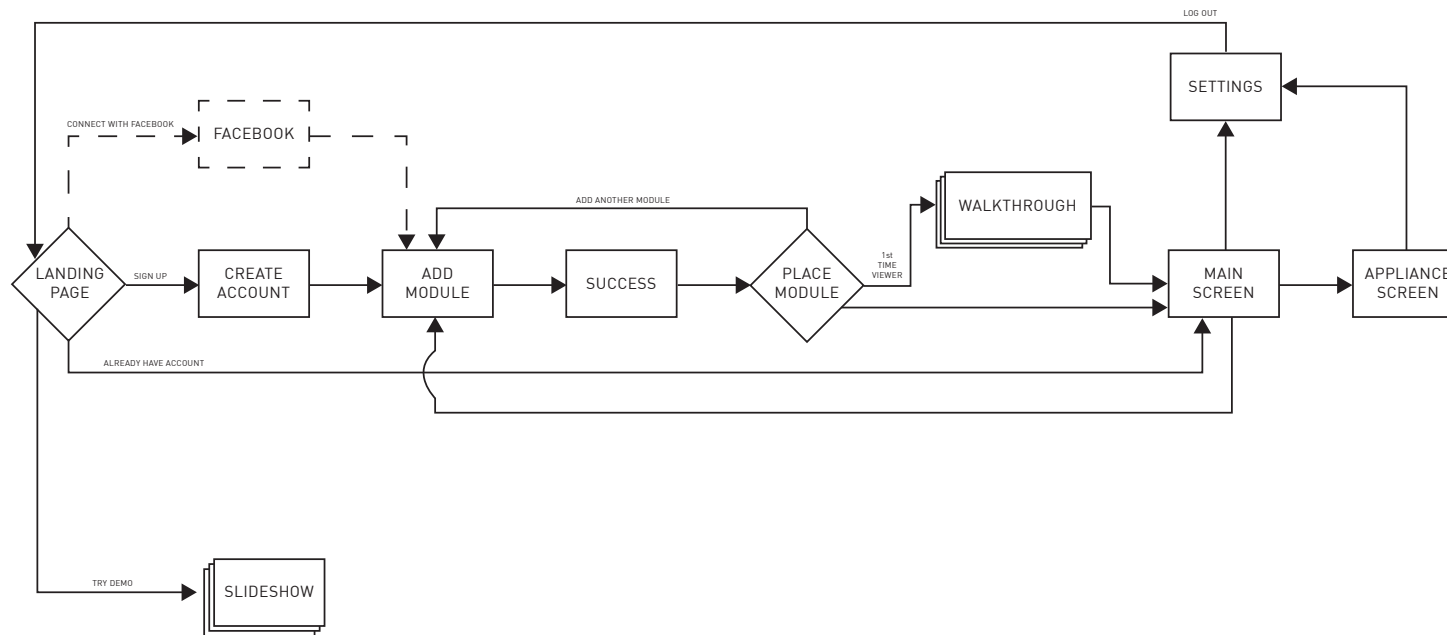 LOG OUT
SETTINGS
CONNECT WITH FACEBOOK
FACEBOOK
ADD ANOTHER MODULE
WALKTHROUGH
1st
TIME
VIEWER
LANDING
PAGE
SIGN UP
CREATE
ACCOUNT
ADD
MODULE
SUCCESS
PLACE
MODULE
MAIN
SCREEN
APPLIANCE
SCREEN
ALREADY HAVE ACCOUNT
TRY DEMO
SLIDESHOW